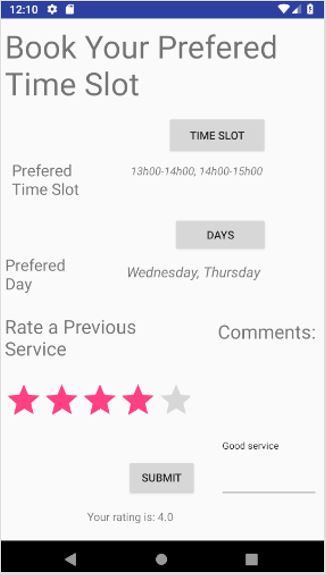 12:10
Book Your Prefered
Time Slot
TIME SLOT
Prefered
Time Slot
13h00-14h00, 14h00-15h00
DAYS
Prefered
Day
Wednesday, Thursday
Rate a Previous
Service
Comments:
Good service
SUBMIT
Your rating is: 4.0